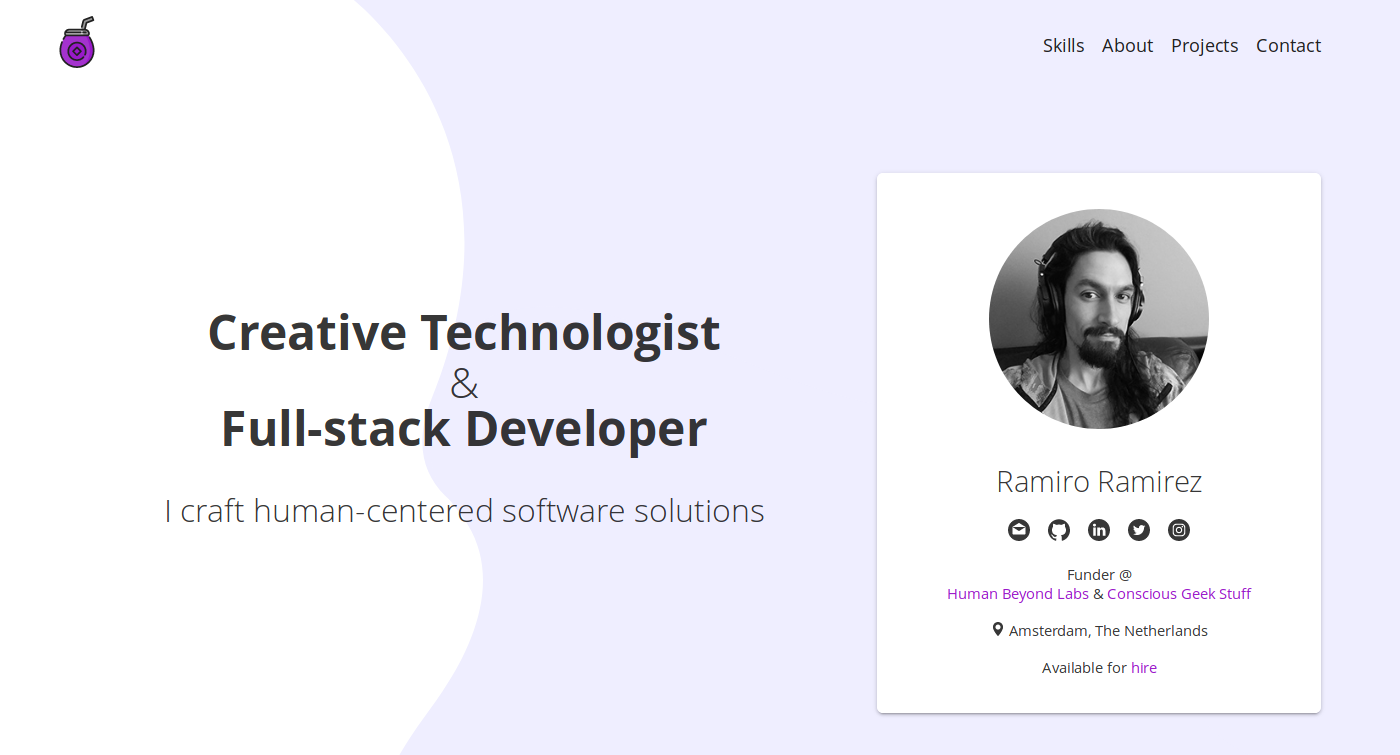 Skills About Projects Contact
Creative Technologist
&
Full-stack Developer
I craft human-centered software solutions
Ramiro Ramirez
Funder @
Human Beyond Labs & Conscious Geek Stuff
Amsterdam, The Netherlands
Available for hire